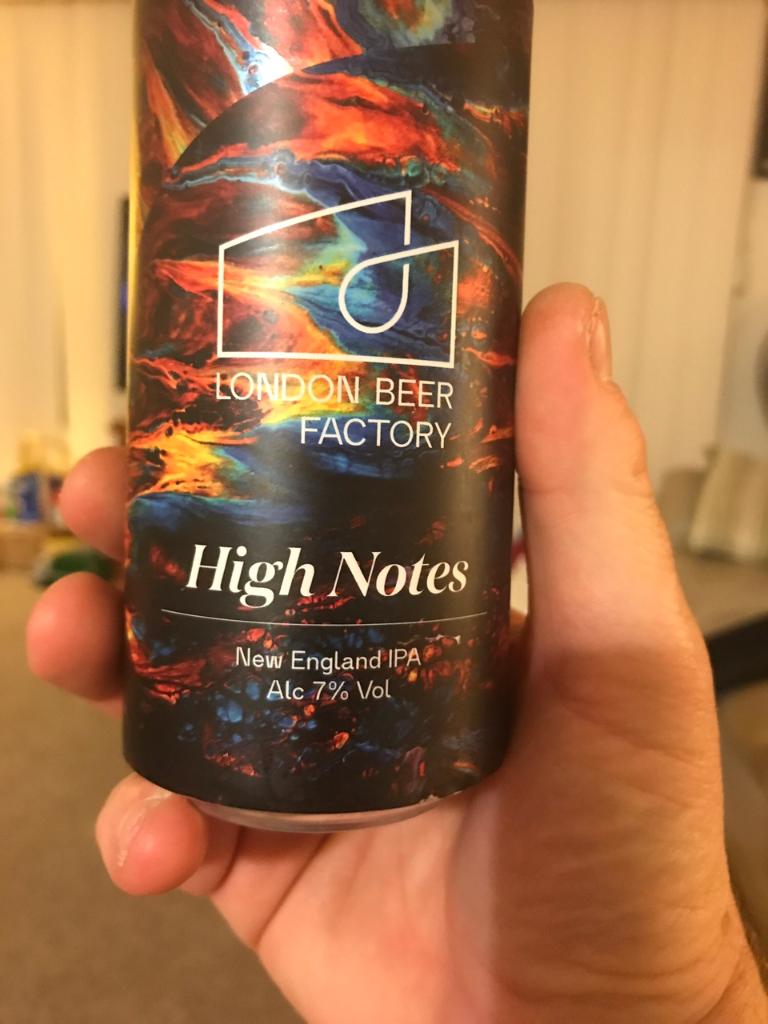 LONDON BEER
FACTORY
High Notes
New England IPA
Alc 7% Vol